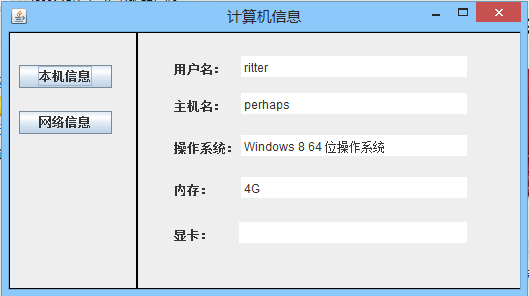 计算机信息
本机信息
网络信息
用户名： ritter
主机名： perhaps
操作系统： Windows 8 64 位操作系统
内存： 4G
显卡：